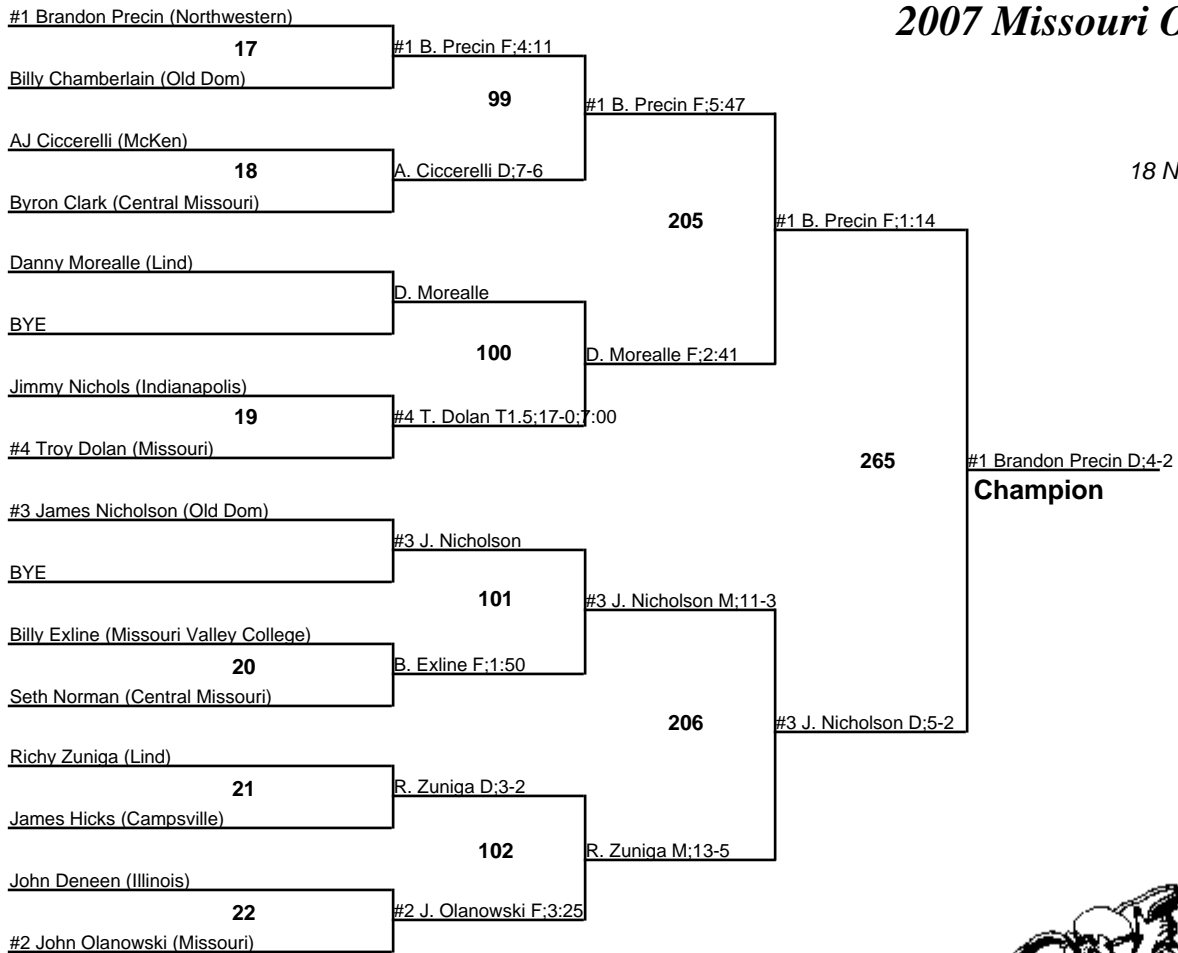 2007 Missouri O
18 N
#1 Brandon Precin (Northwestern)
17
#1 B. Precin F;4:11
Billy Chamberlain (Old Dom)
99
#1 B. Precin F;5:47
AJ Ciccerelli (McKen)
18
A. Ciccerelli D;7-6
Byron Clark (Central Missouri)
205
#1 B. Precin F;1:14
Danny Morealle (Lind)
D. Morealle
BYE
100
D. Morealle F;2:41
Jimmy Nichols (Indianapolis)
19
#4 T. Dolan T1.5;17-0;7:00
#4 Troy Dolan (Missouri)
265
#1 Brandon Precin D;4-2
Champion
#3 James Nicholson (Old Dom)
#3 J. Nicholson
BYE
101
#3 J. Nicholson M;11-3
Billy Exline (Missouri Valley College)
20
B. Exline F;1:50
Seth Norman (Central Missouri)
206
#3 J. Nicholson D;5-2
Richy Zuniga (Lind)
21
R. Zuniga D;3-2
James Hicks (Campsville)
102
R. Zuniga M;13-5
John Deneen (Illinois)
22
#2 J. Olanowski F;3:25
#2 John Olanowski (Missouri)